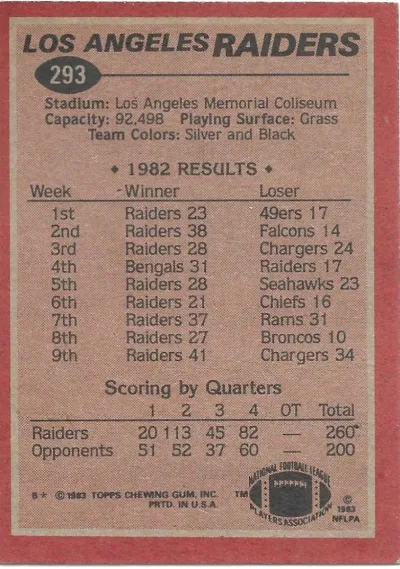 LOS ANGELES RAIDERS
293
Stadium: Los Angeles Memorial Coliseum
Capacity: 92,498 Playing Surface: Grass
Team Colors: Silver and Black
◆ 1982 RESULTS ◆
Week Winner Loser
1st Raiders 23 49ers 17
2nd Raiders 38 Falcons 14
3rd Raiders 28 Chargers 24
4th Bengals 31 Raiders 17
5th Raiders 28 Seahawks 23
6th Raiders 21 Chiefs 16
7th Raiders 37 Rams 31
8th Raiders 27 Broncos 10
9th Raiders 41 Chargers 34
Scoring by Quarters
1 2 3 4 OT Total
Raiders 20 113 45 82 — 260
Opponents 51 52 37 60 — 200
B* © 1983 TOPPS CHEWING GUM, INC.
PRTD. IN U.S.A.
TM
NATIONAL FOOTBALL LEAGUE
PLAYERS ASSOCIATION
©
1983
NFLPA